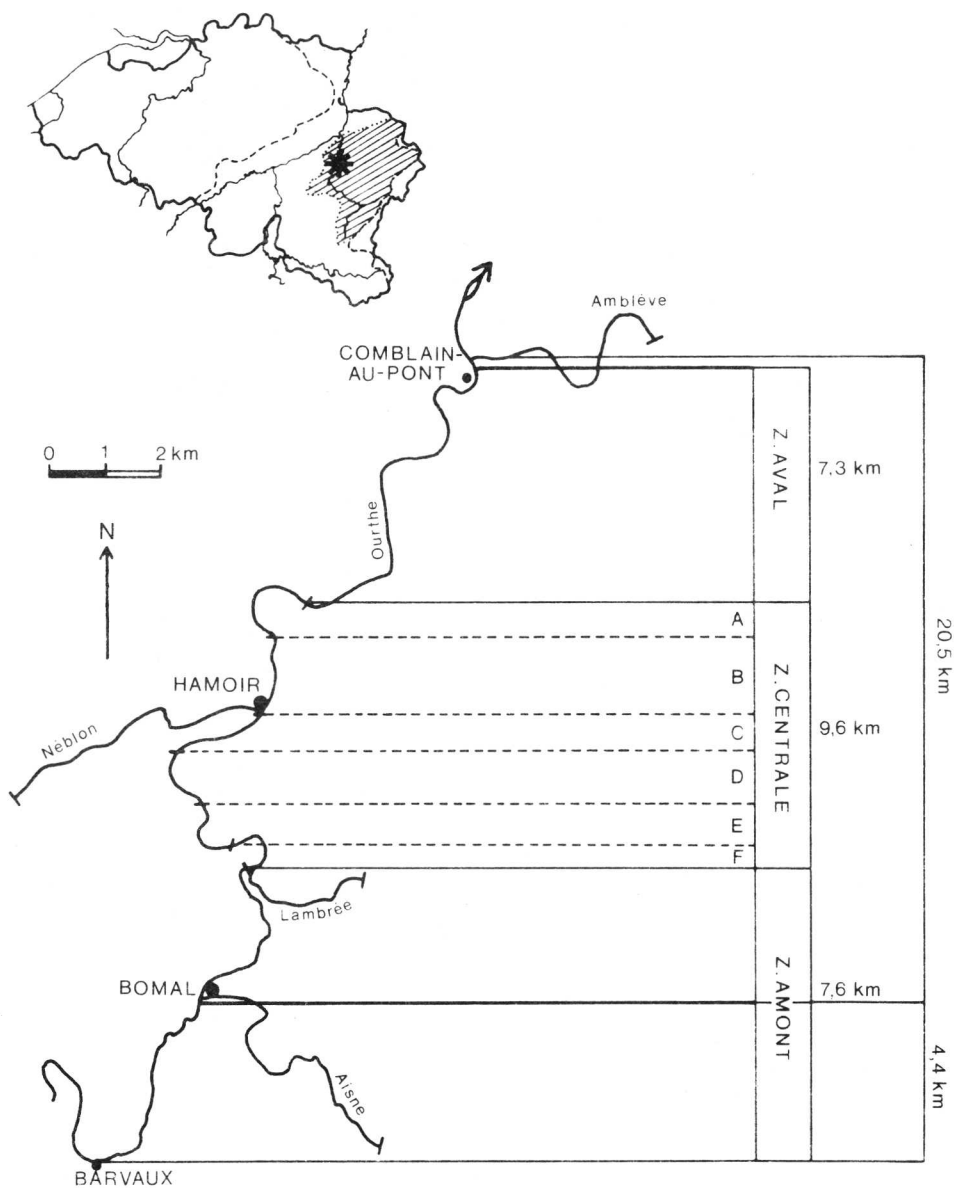 Amblève
COMBLAIN-
AU-PONT
0 1 2 km
Z. AVAL
7,3 km
N
Ourthe
A
B
HAMOIR
Néblon
C
D
E
F
Z. CENTRALE
9,6 km
20,5 km
Lambrée
BOMAL
Z. AMONT
7,6 km
Aisne
4,4 km
BARVAUX